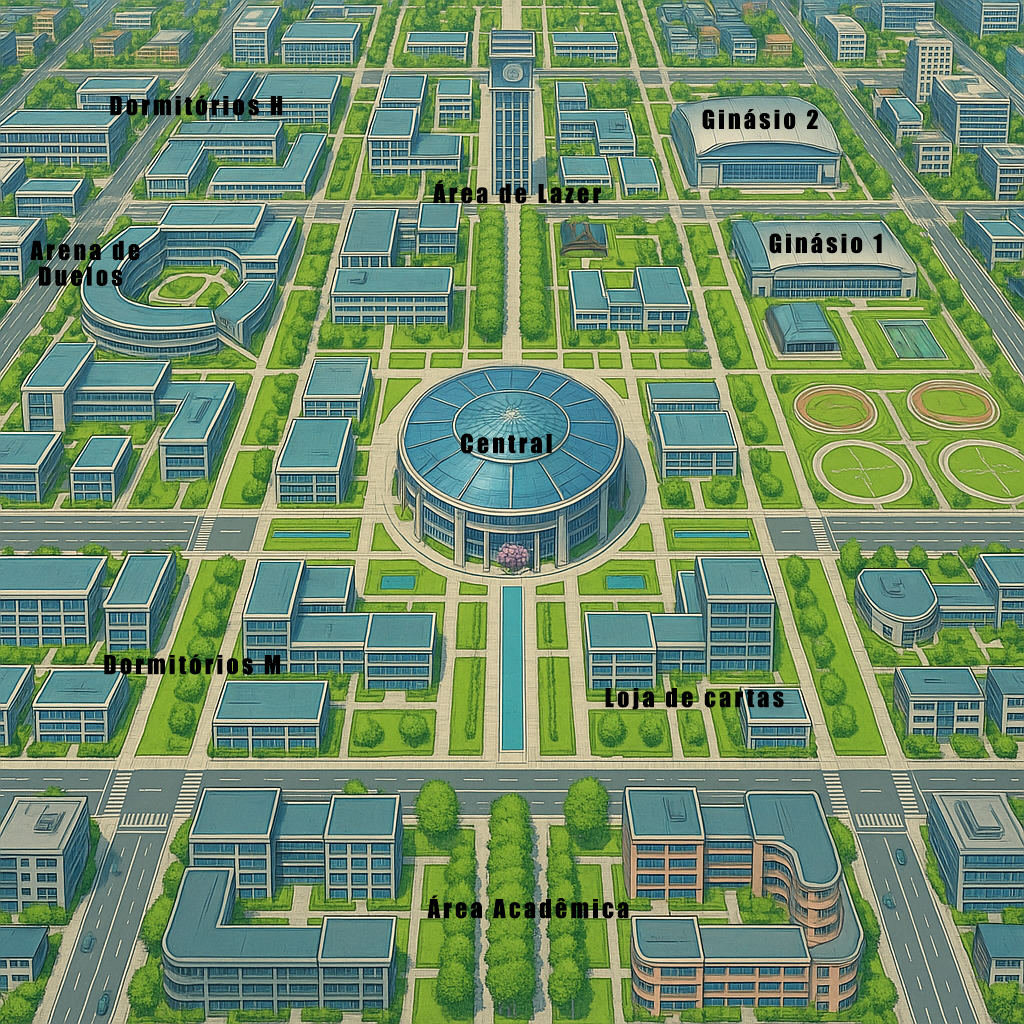 Dormitórios H
Ginásio 2
Área de Lazer
Arena de
Duelos
Ginásio 1
Central
Dormitórios M
Loja de cartas
Área Acadêmica